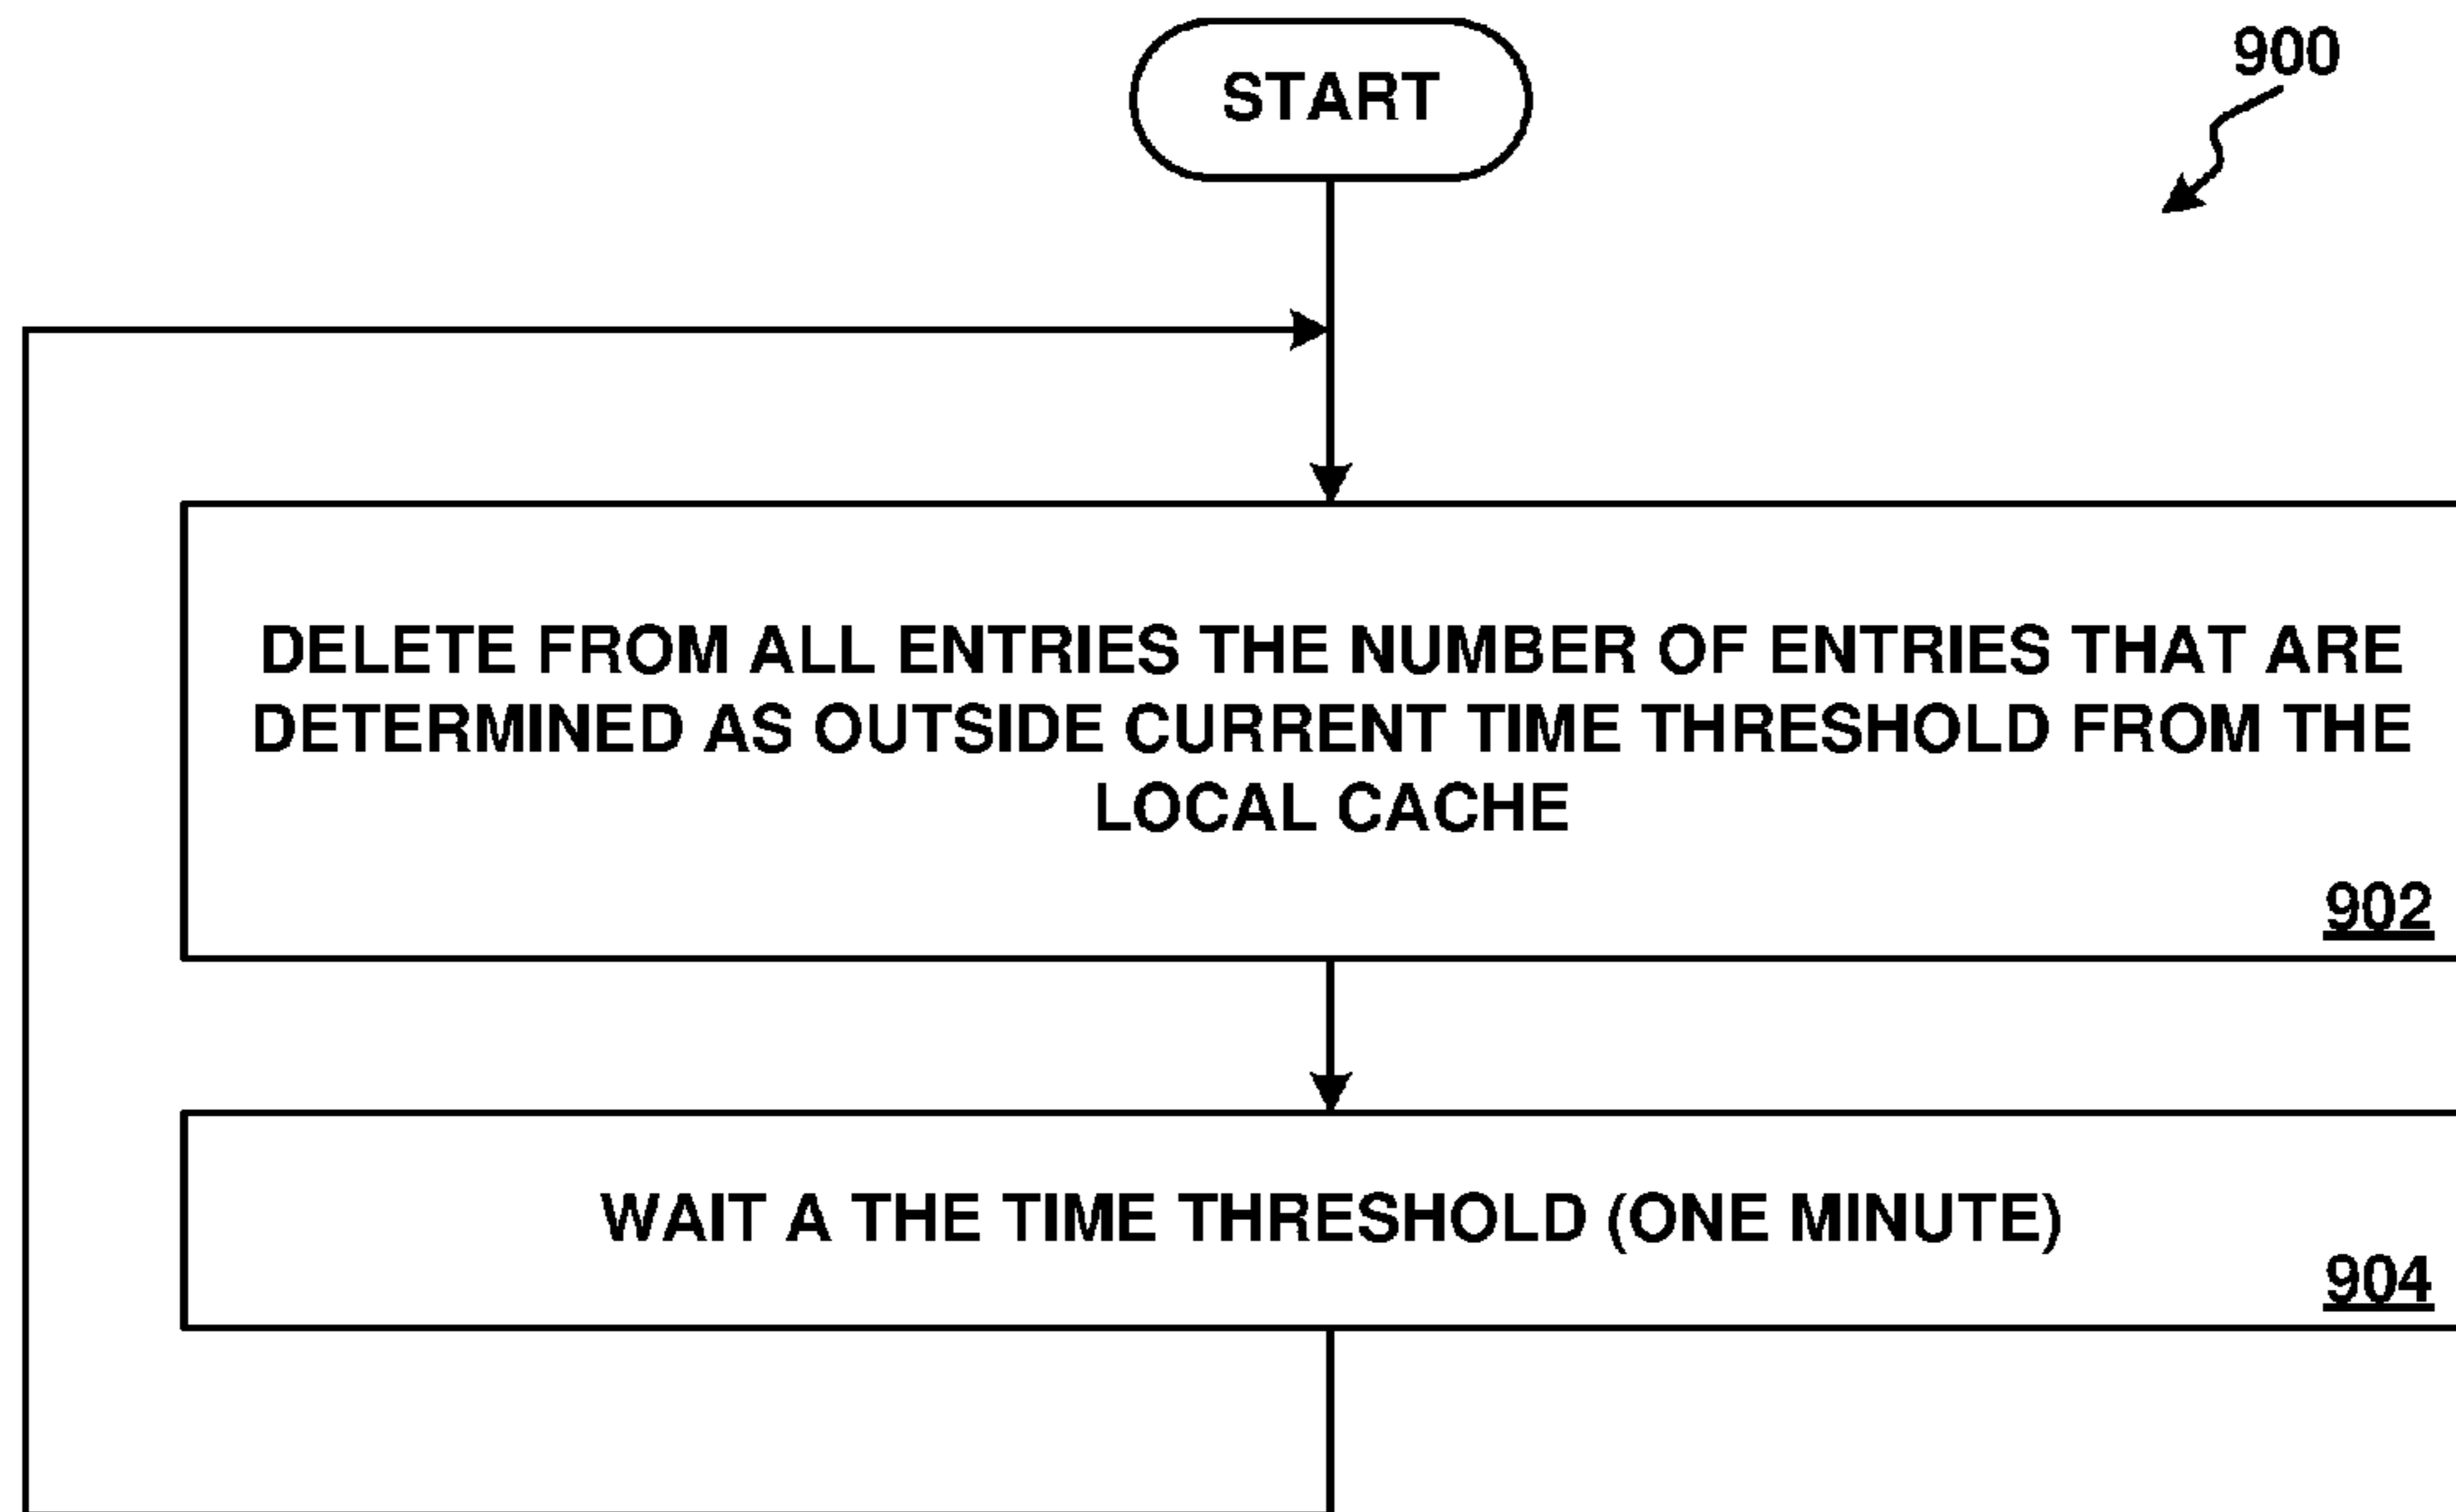 START
900
DELETE FROM ALL ENTRIES THE NUMBER OF ENTRIES THAT ARE
DETERMINED AS OUTSIDE CURRENT TIME THRESHOLD FROM THE
LOCAL CACHE
902
WAIT A THE TIME THRESHOLD (ONE MINUTE)
904